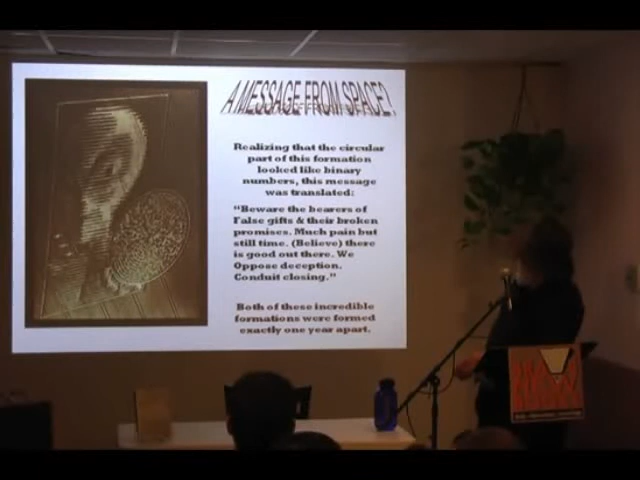 A MESSAGE FROM SPACE?
Realizing that the circular
part of this formation
looked like binary
numbers, this message
was translated:
"Beware the bearers of
False gifts & their broken
promises. Much pain but
still time. (Believe) there
is good out there. We
Oppose deception.
Conduit closing."
Both of these incredible
formations were formed
exactly one year apart.